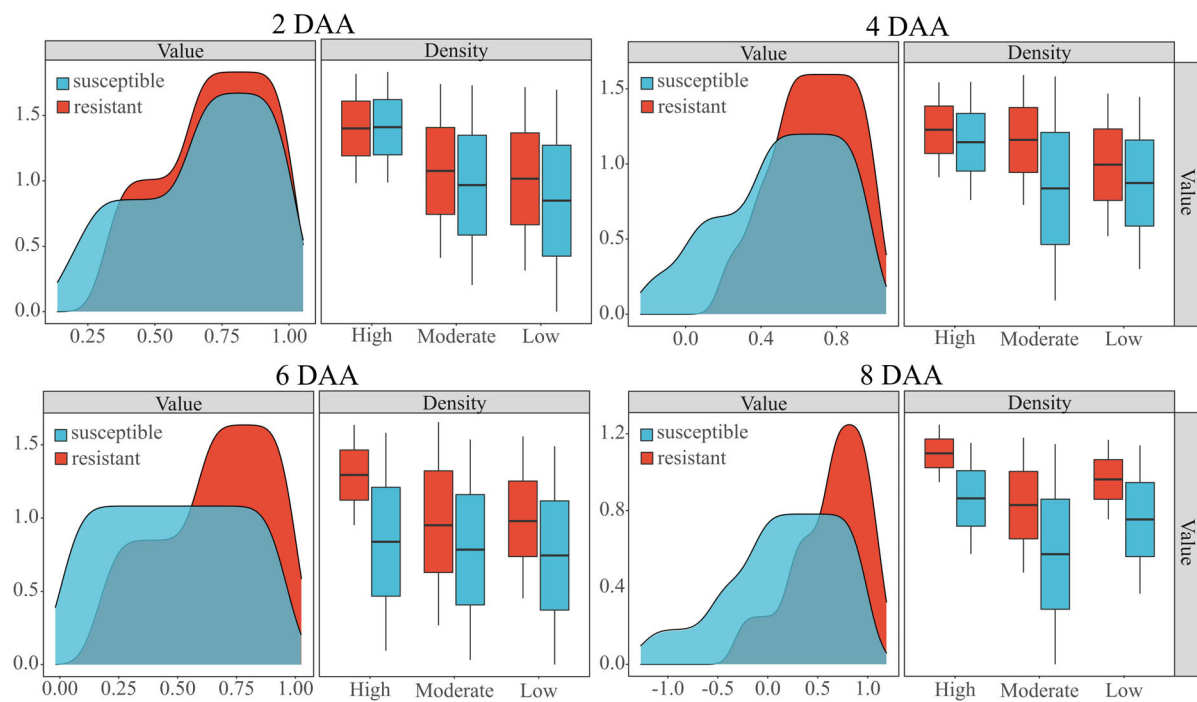 2 DAA
Value
Density
susceptible
resistant
1.5
1.0
0.5
0.0
0.25 0.50 0.75 1.00
High Moderate Low
4 DAA
Value
Density
susceptible
resistant
1.5
1.0
0.5
0.0
0.0 0.4 0.8
High Moderate Low
Value
6 DAA
Value
Density
susceptible
resistant
1.5
1.0
0.5
0.0
0.00 0.25 0.50 0.75 1.00
High Moderate Low
8 DAA
Value
Density
susceptible
resistant
1.2
0.8
0.4
0.0
-1.0 -0.5 0.0 0.5 1.0
High Moderate Low
Value